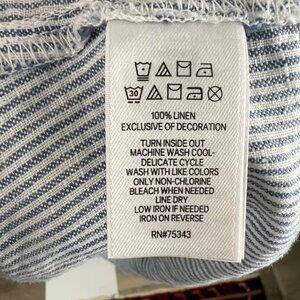 30
100% LINEN
EXCLUSIVE OF DECORATION
TURN INSIDE OUT
MACHINE WASH COOL-
DELICATE CYCLE
WASH WITH LIKE COLORS
ONLY NON-CHLORINE
BLEACH WHEN NEEDED
LINE DRY
LOW IRON IF NEEDED
IRON ON REVERSE
RN#75343